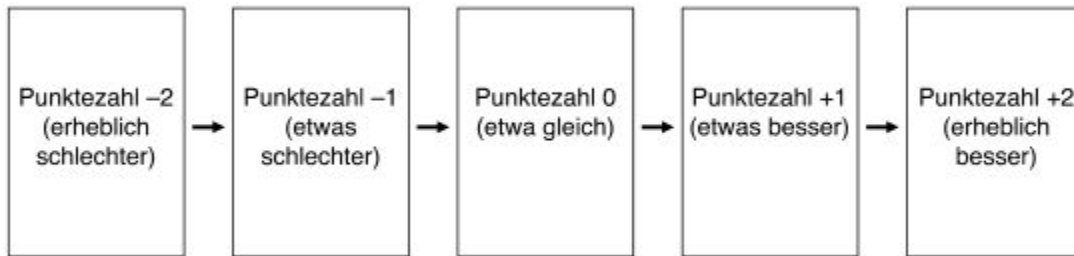 Punktezahl –2
(erheblich
schlechter)
Punktezahl –1
(etwas
schlechter)
Punktezahl 0
(etwa gleich)
Punktezahl +1
(etwas besser)
Punktezahl +2
(erheblich
besser)